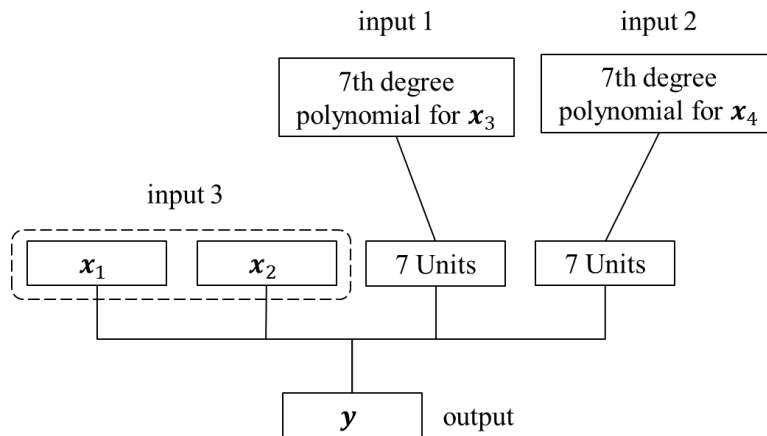 input 1
input 2
7th degree
polynomial for x₃
7th degree
polynomial for x₄
input 3
x₁
x₂
7 Units
7 Units
y
output